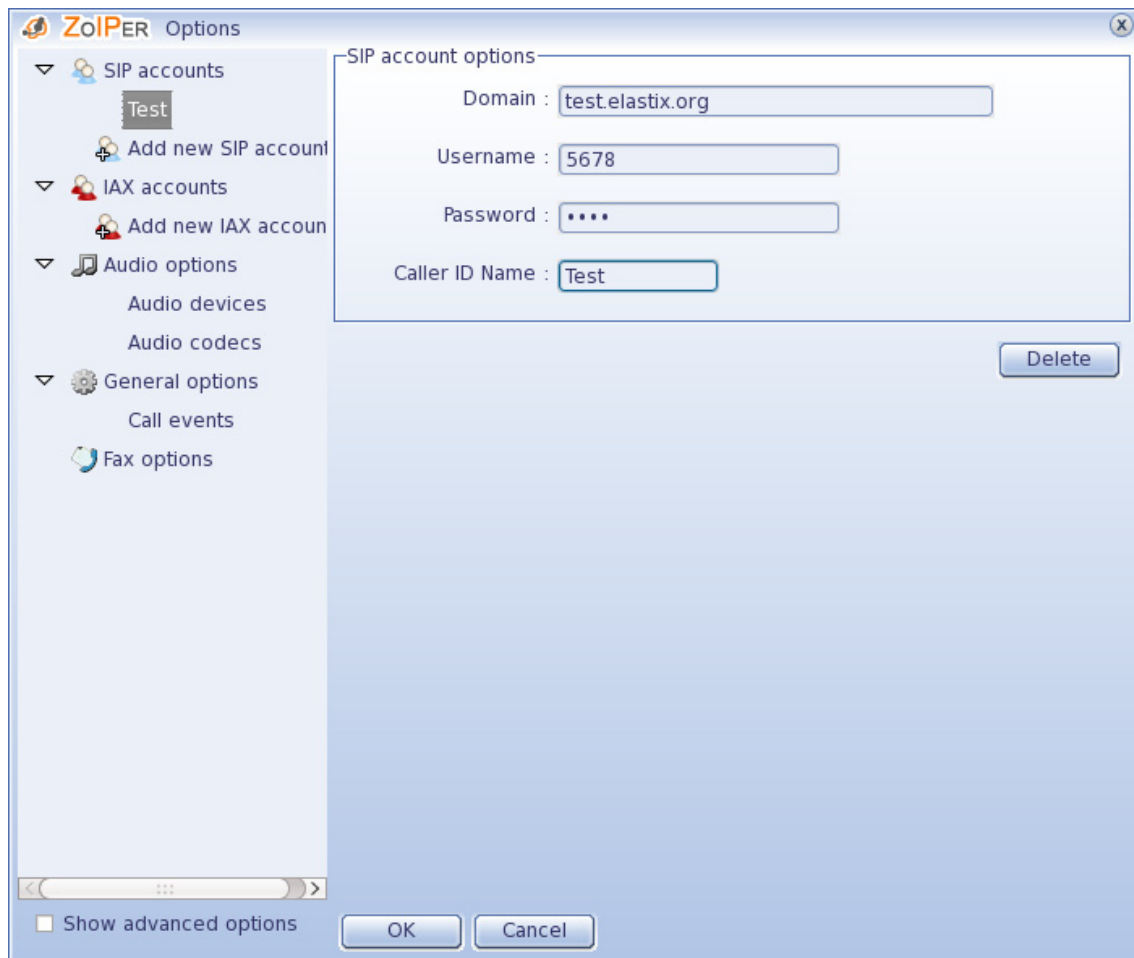 ZoIPER Options
SIP accounts
Test
Add new SIP account
IAX accounts
Add new IAX accoun
Audio options
Audio devices
Audio codecs
General options
Call events
Fax options
Show advanced options
SIP account options
Domain : test.elastix.org
Username : 5678
Password : ••••
Caller ID Name : Test
Delete
OK
Cancel